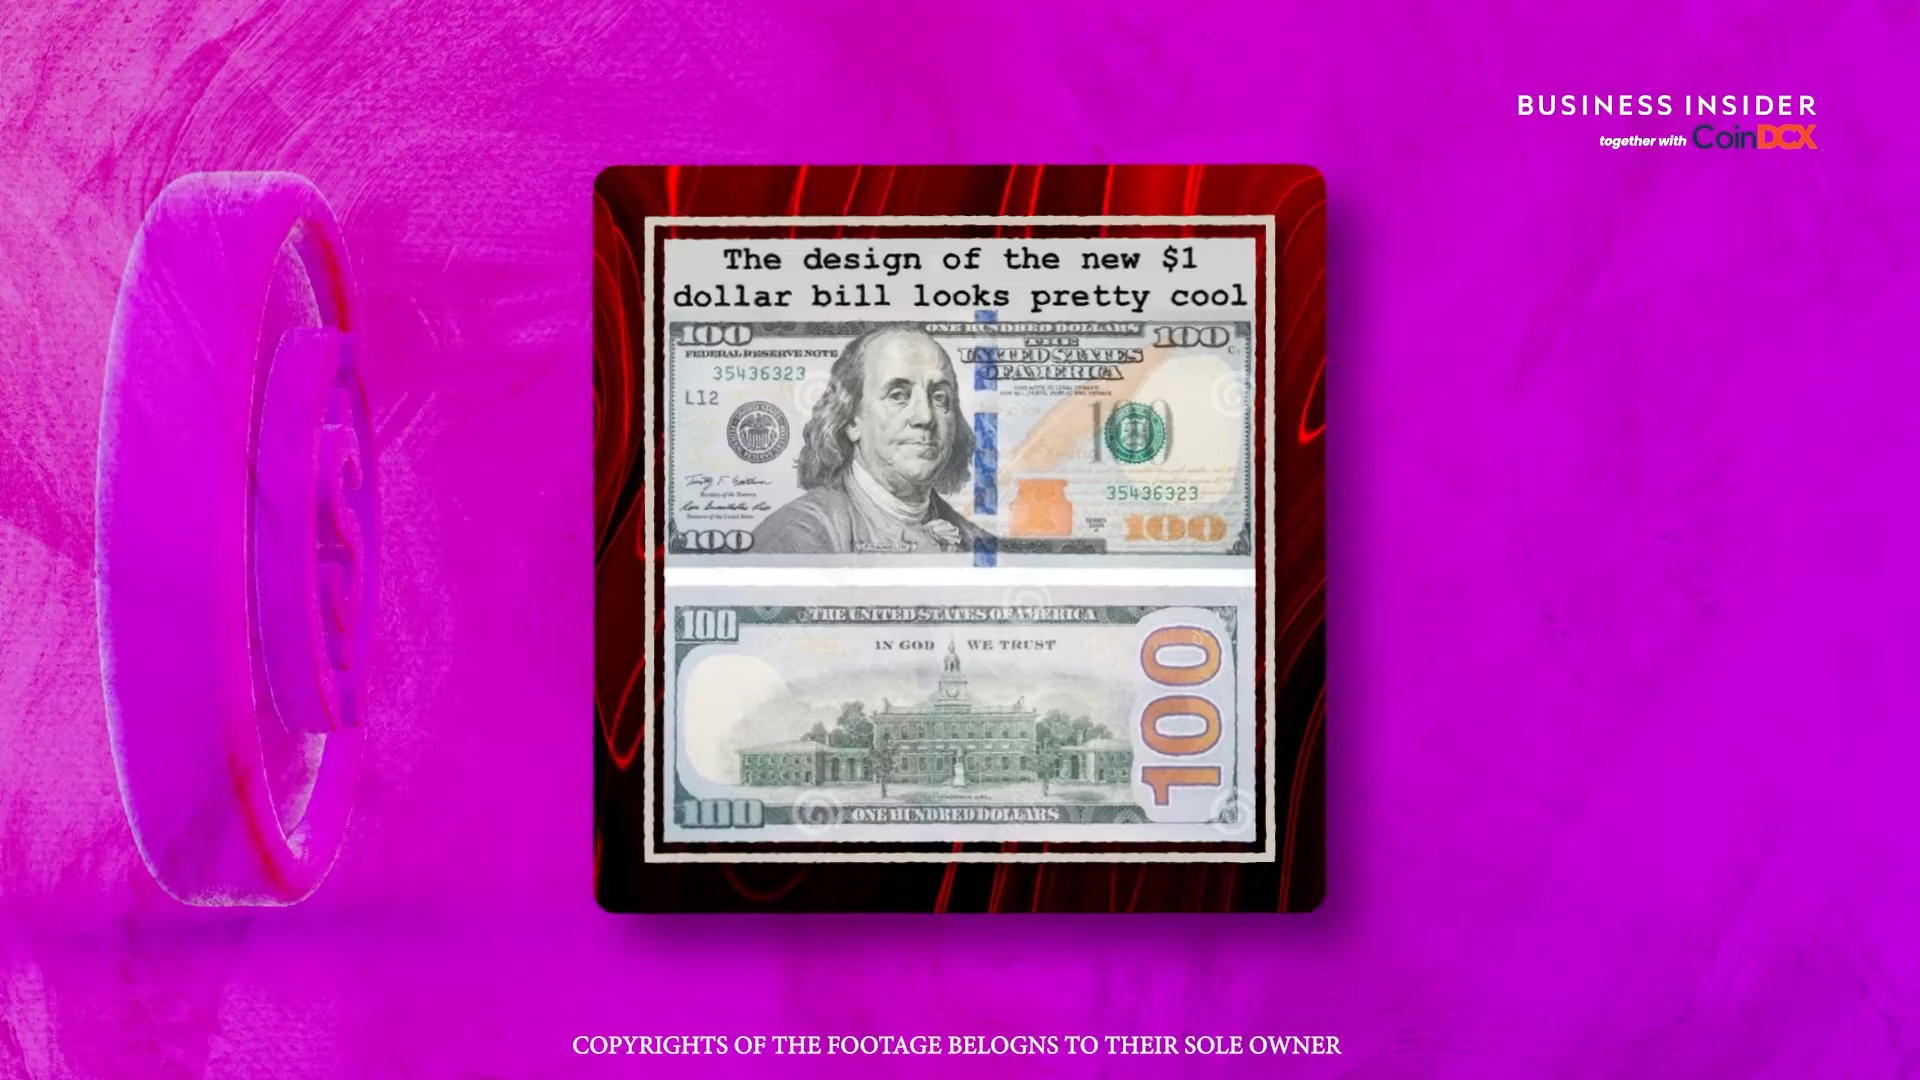 BUSINESS INSIDER
together with CoinDCX
The design of the new $1
dollar bill looks pretty cool
100 ONE HUNDRED DOLLARS 100
FEDERAL RESERVE NOTE
THE
UNITED STATES
OF AMERICA
35436323
L12
100
35436323
100
100
FRANKLIN
100
THE UNITED STATES OF AMERICA
IN GOD WE TRUST
100
100
ONE HUNDRED DOLLARS
COPYRIGHTS OF THE FOOTAGE BELOGNS TO THEIR SOLE OWNER